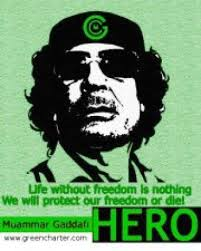 Life without freedom is nothing
We will protect our freedom or die!
Muammar Gaddafi
HERO
www.greencharter.com